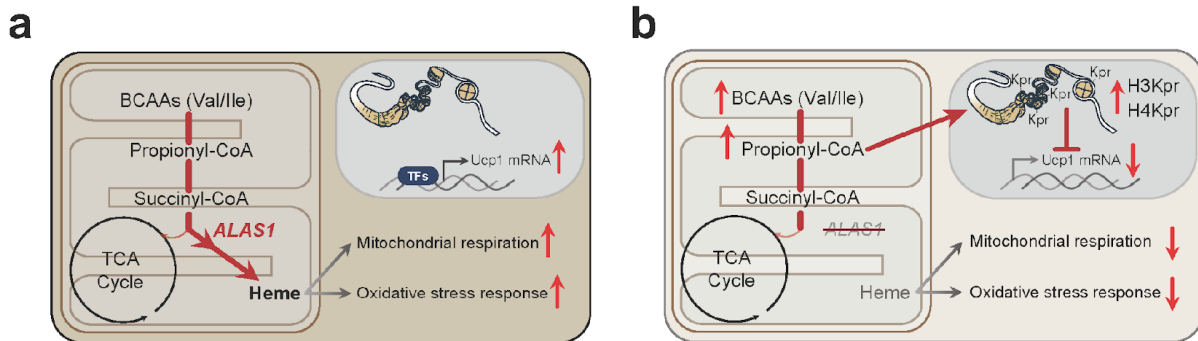 a
BCAAs (Val/Ile)
Propionyl-CoA
Succinyl-CoA
ALAS1
TCA
Cycle
Heme
TFs
Ucp1 mRNA
Mitochondrial respiration
Oxidative stress response
b
BCAAs (Val/Ile)
Propionyl-CoA
Succinyl-CoA
ALAS1
TCA
Cycle
Heme
Kpr
Kpr
Kpr
Kpr
H3Kpr
H4Kpr
Ucp1 mRNA
Mitochondrial respiration
Oxidative stress response